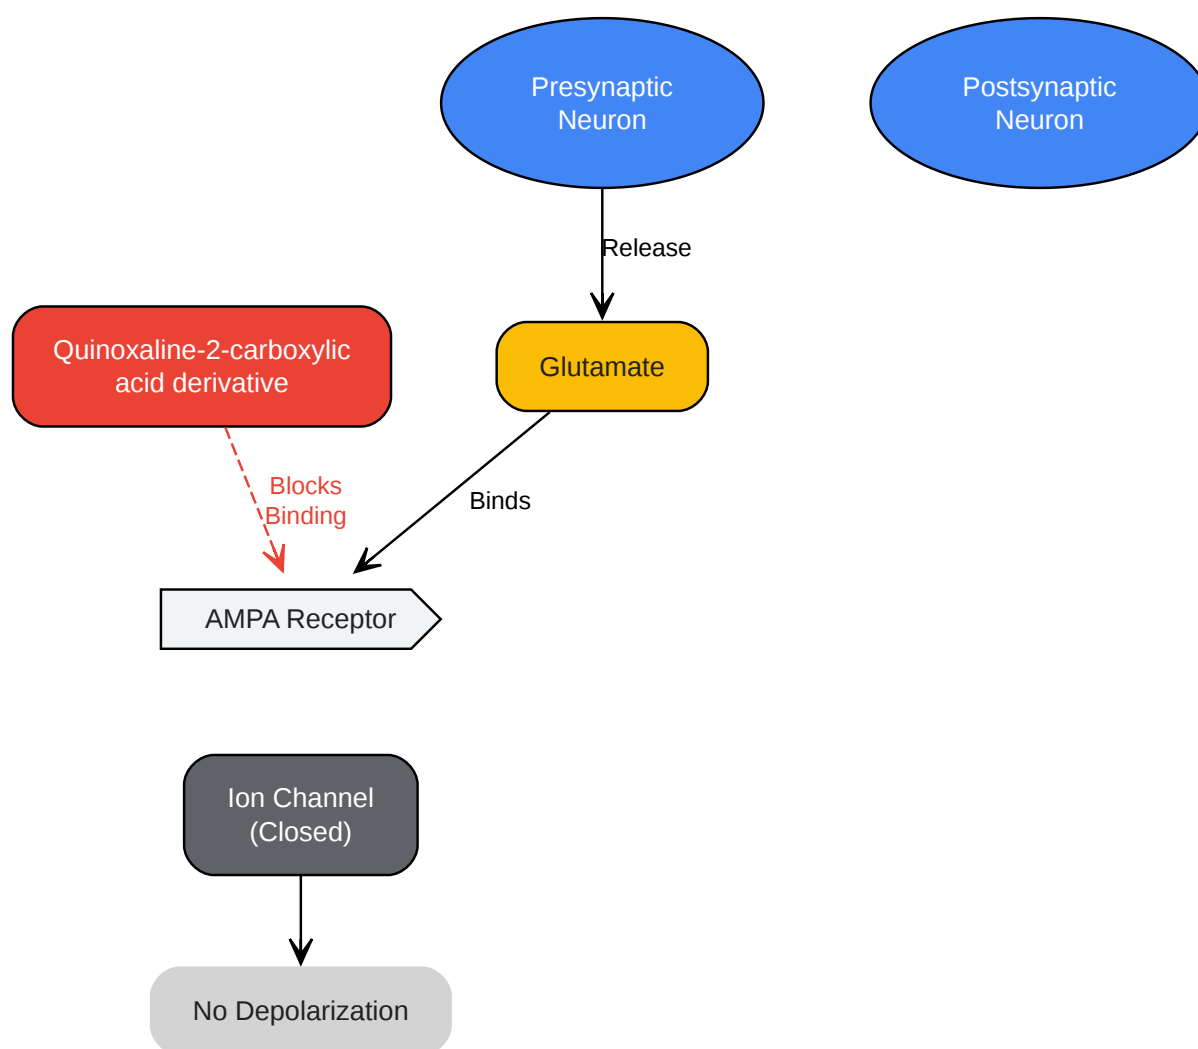 Presynaptic
Neuron
Postsynaptic
Neuron
Release
Quinoxaline-2-carboxylic
acid derivative
Glutamate
Blocks
Binding
Binds
AMPA Receptor
Ion Channel
(Closed)
No Depolarization